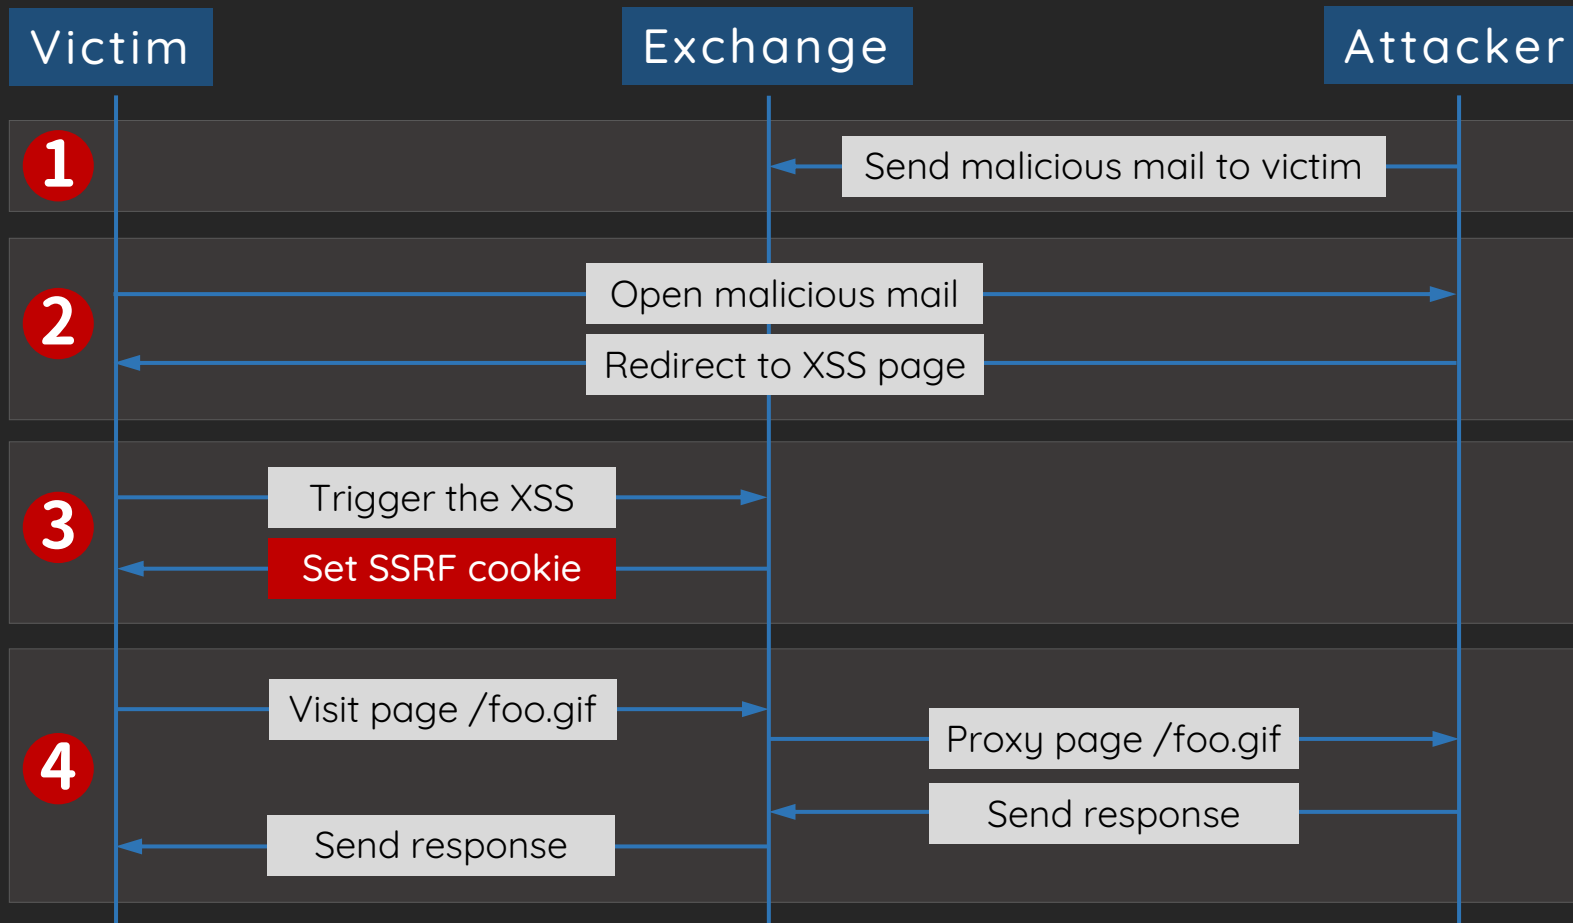 Victim
Exchange
Attacker
1
Send malicious mail to victim
2
Open malicious mail
Redirect to XSS page
3
Trigger the XSS
Set SSRF cookie
4
Visit page /foo.gif
Proxy page /foo.gif
Send response
Send response